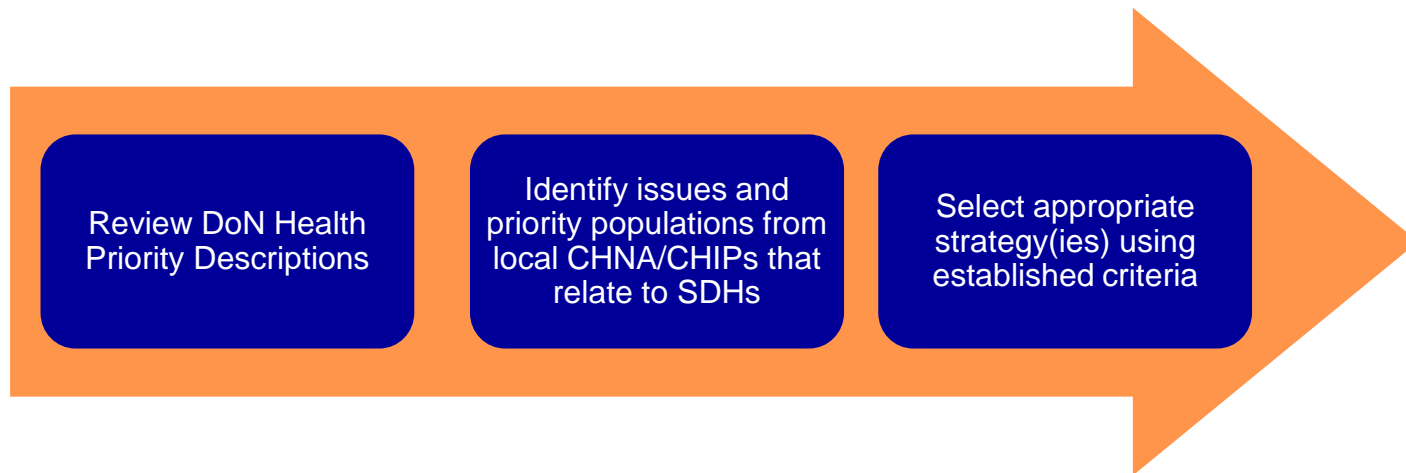 Review DoN Health
Priority Descriptions
Identify issues and
priority populations from
local CHNA/CHIPs that
relate to SDHs
Select appropriate
strategy(ies) using
established criteria